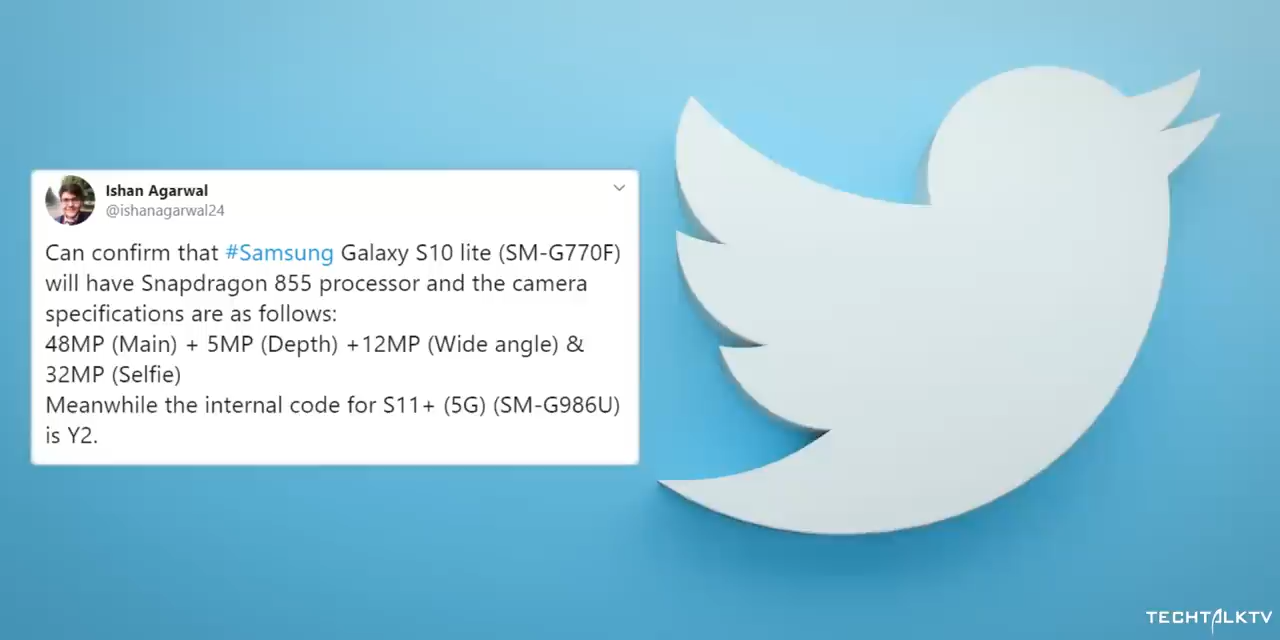 Ishan Agarwal
@ishanagarwal24
Can confirm that #Samsung Galaxy S10 lite (SM-G770F)
will have Snapdragon 855 processor and the camera
specifications are as follows:
48MP (Main) + 5MP (Depth) +12MP (Wide angle) &
32MP (Selfie)
Meanwhile the internal code for S11+ (5G) (SM-G986U)
is Y2.
TECHTALKTV